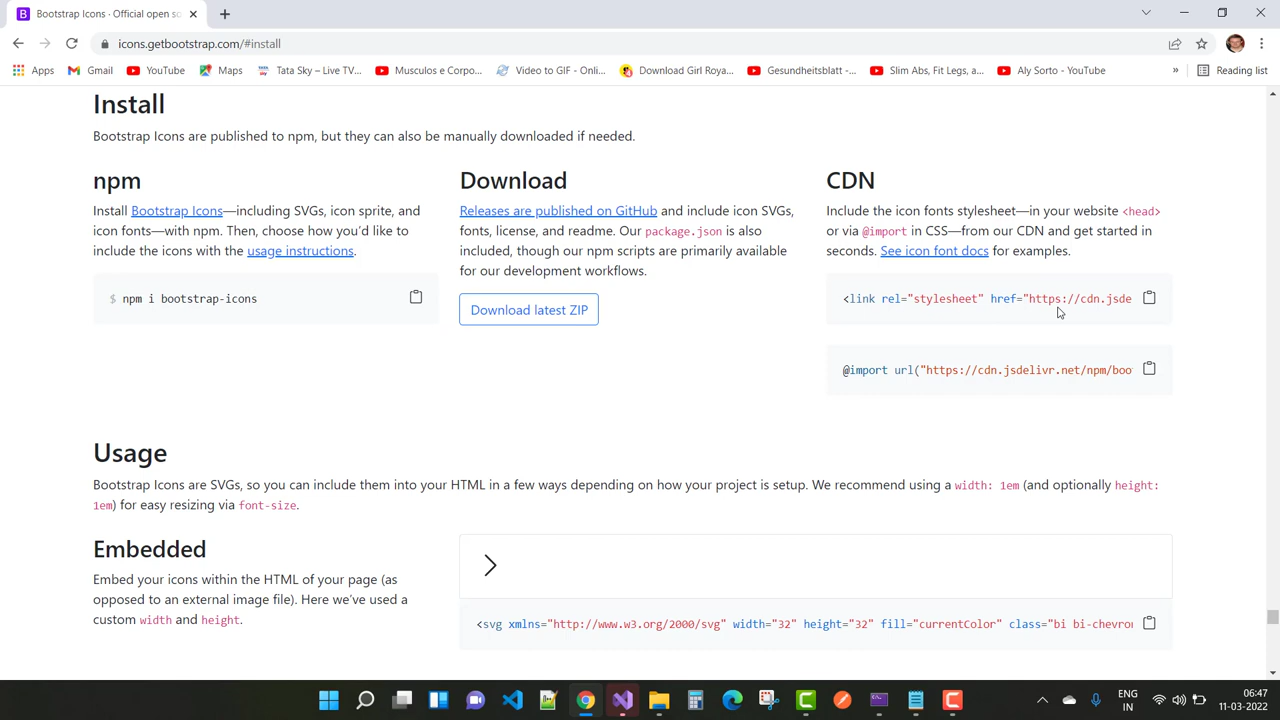 Bootstrap Icons · Official open so
icons.getbootstrap.com/#install
Apps Gmail YouTube Maps Tata Sky – Live TV... Musculos e Corpo... Video to GIF - Onli... Download Girl Roya... Gesundheitsblatt -... Slim Abs, Fit Legs, a... Aly Sorto - YouTube » Reading list
Install
Bootstrap Icons are published to npm, but they can also be manually downloaded if needed.
npm
Install Bootstrap Icons—including SVGs, icon sprite, and
icon fonts—with npm. Then, choose how you'd like to
include the icons with the usage instructions.
$ npm i bootstrap-icons
Download
Releases are published on GitHub and include icon SVGs,
fonts, license, and readme. Our package.json is also
included, though our npm scripts are primarily available
for our development workflows.
Download latest ZIP
CDN
Include the icon fonts stylesheet—in your website <head>
or via @import in CSS—from our CDN and get started in
seconds. See icon font docs for examples.
<link rel="stylesheet" href="https://cdn.jsde
@import url("https://cdn.jsdelivr.net/npm/boo
Usage
Bootstrap Icons are SVGs, so you can include them into your HTML in a few ways depending on how your project is setup. We recommend using a width: 1em (and optionally height:
1em) for easy resizing via font-size.
Embedded
Embed your icons within the HTML of your page (as
opposed to an external image file). Here we've used a
custom width and height.
<svg xmlns="http://www.w3.org/2000/svg" width="32" height="32" fill="currentColor" class="bi bi-chevron
ENG
IN
06:47
11-03-2022